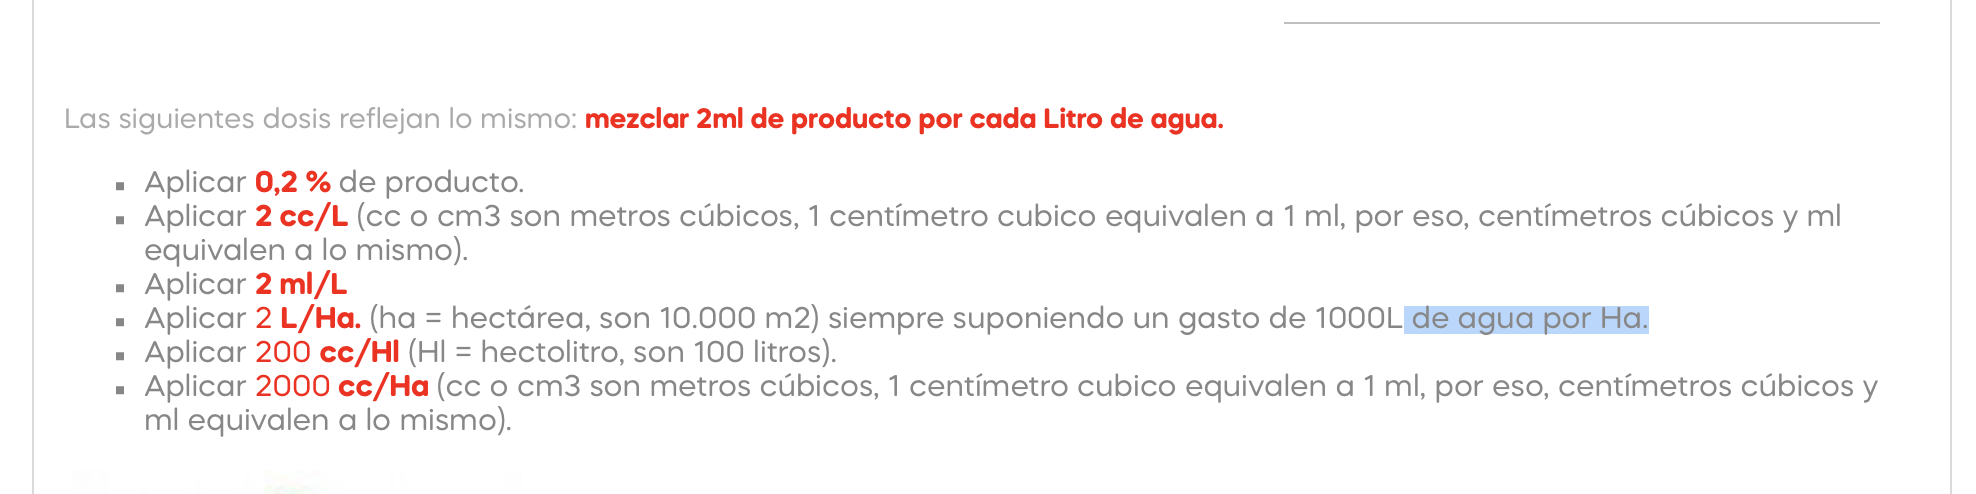 Las siguientes dosis reflejan lo mismo: mezclar 2ml de producto por cada Litro de agua.
▪ Aplicar 0,2 % de producto.
▪ Aplicar 2 cc/L (cc o cm3 son metros cúbicos, 1 centímetro cubico equivalen a 1 ml, por eso, centímetros cúbicos y ml
equivalen a lo mismo).
▪ Aplicar 2 ml/L
▪ Aplicar 2 L/Ha. (ha = hectárea, son 10.000 m2) siempre suponiendo un gasto de 1000L de agua por Ha.
▪ Aplicar 200 cc/Hl (Hl = hectolitro, son 100 litros).
▪ Aplicar 2000 cc/Ha (cc o cm3 son metros cúbicos, 1 centímetro cubico equivalen a 1 ml, por eso, centímetros cúbicos y
ml equivalen a lo mismo).